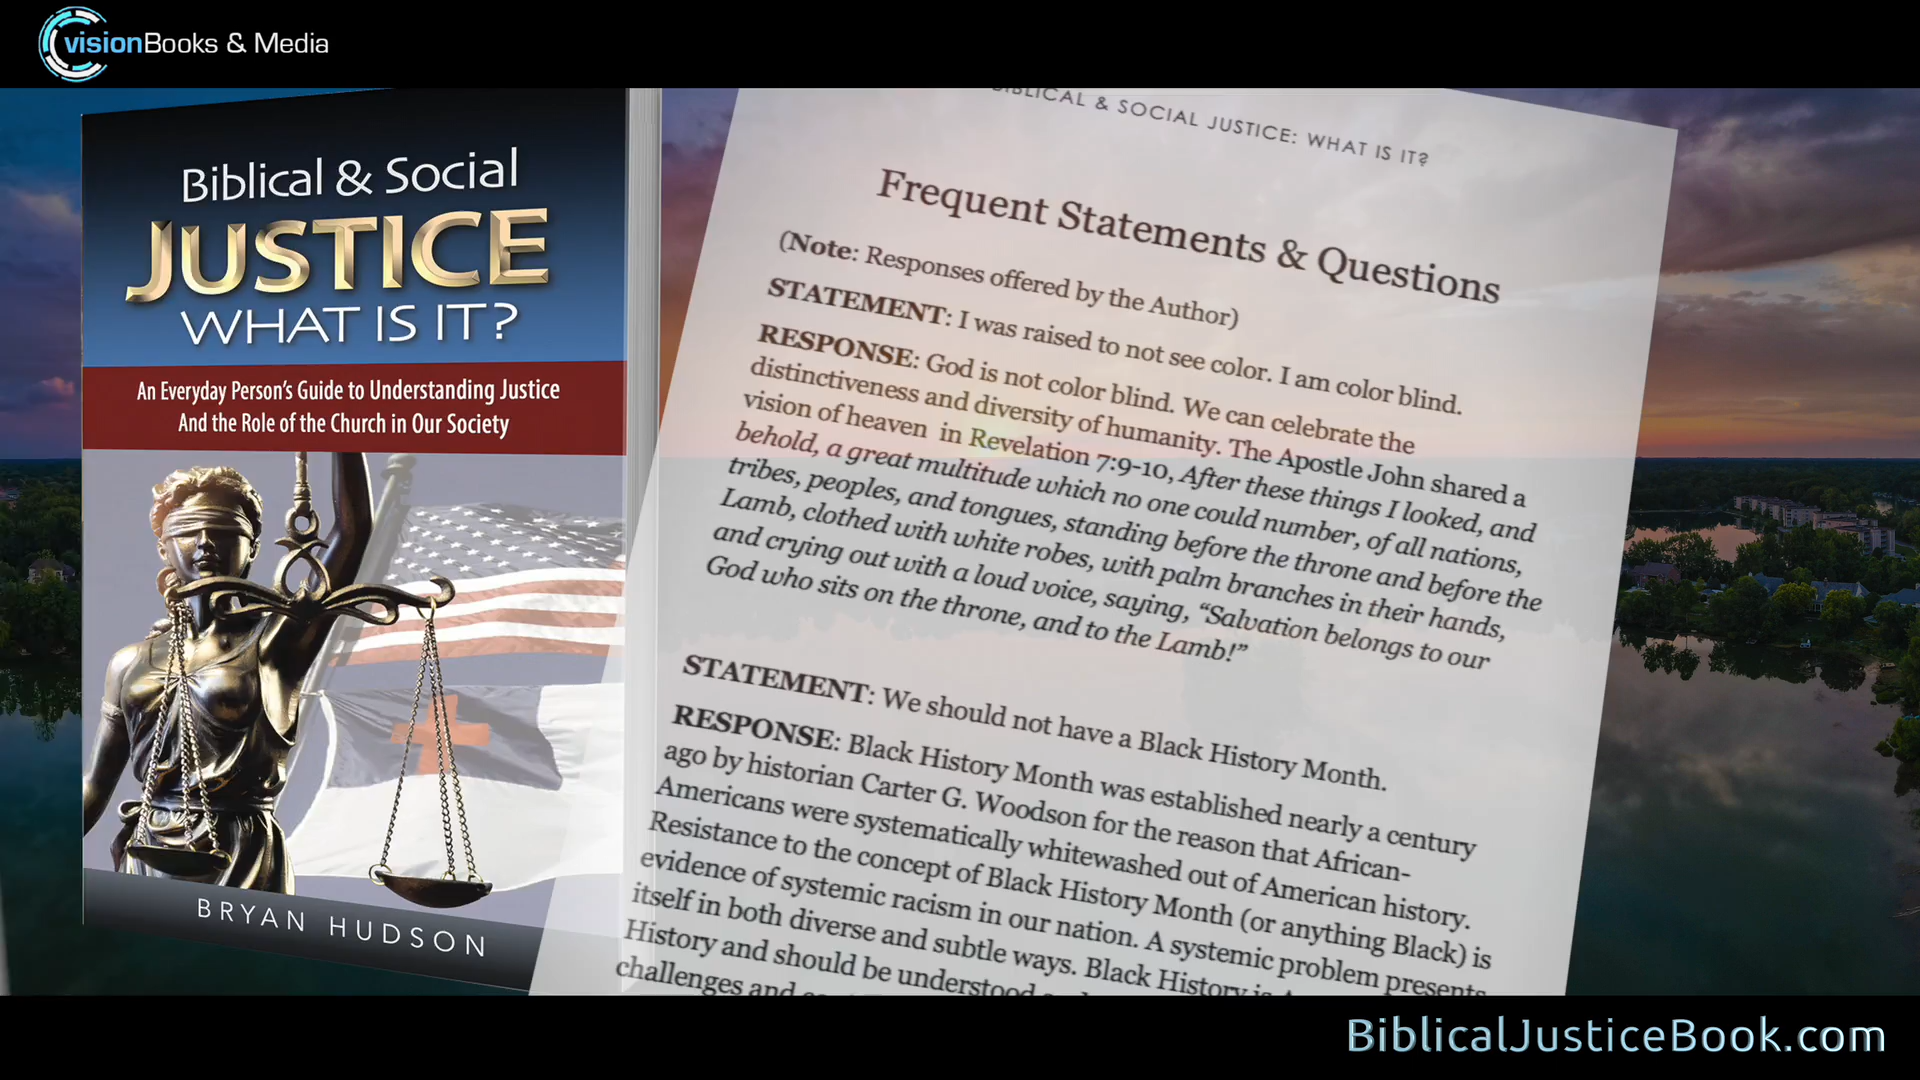 visionBooks & Media
Biblical & Social
JUSTICE
WHAT IS IT?
An Everyday Person's Guide to Understanding Justice
And the Role of the Church in Our Society
BRYAN HUDSON
BIBLICAL & SOCIAL JUSTICE: WHAT IS IT?
Frequent Statements & Questions
(Note: Responses offered by the Author)
STATEMENT: I was raised to not see color. I am color blind.
RESPONSE: God is not color blind. We can celebrate the
distinctiveness and diversity of humanity. The Apostle John shared a
vision of heaven in Revelation 7:9-10, After these things I looked, and
behold, a great multitude which no one could number, of all nations,
tribes, peoples, and tongues, standing before the throne and before the
Lamb, clothed with white robes, with palm branches in their hands,
and crying out with a loud voice, saying, “Salvation belongs to our
God who sits on the throne, and to the Lamb!”
STATEMENT: We should not have a Black History Month.
RESPONSE: Black History Month was established nearly a century
ago by historian Carter G. Woodson for the reason that African-
Americans were systematically whitewashed out of American history.
Resistance to the concept of Black History Month (or anything Black) is
evidence of systemic racism in our nation. A systemic problem presents
itself in both diverse and subtle ways. Black History is
History and should be understood
challenges and
BiblicalJusticeBook.com